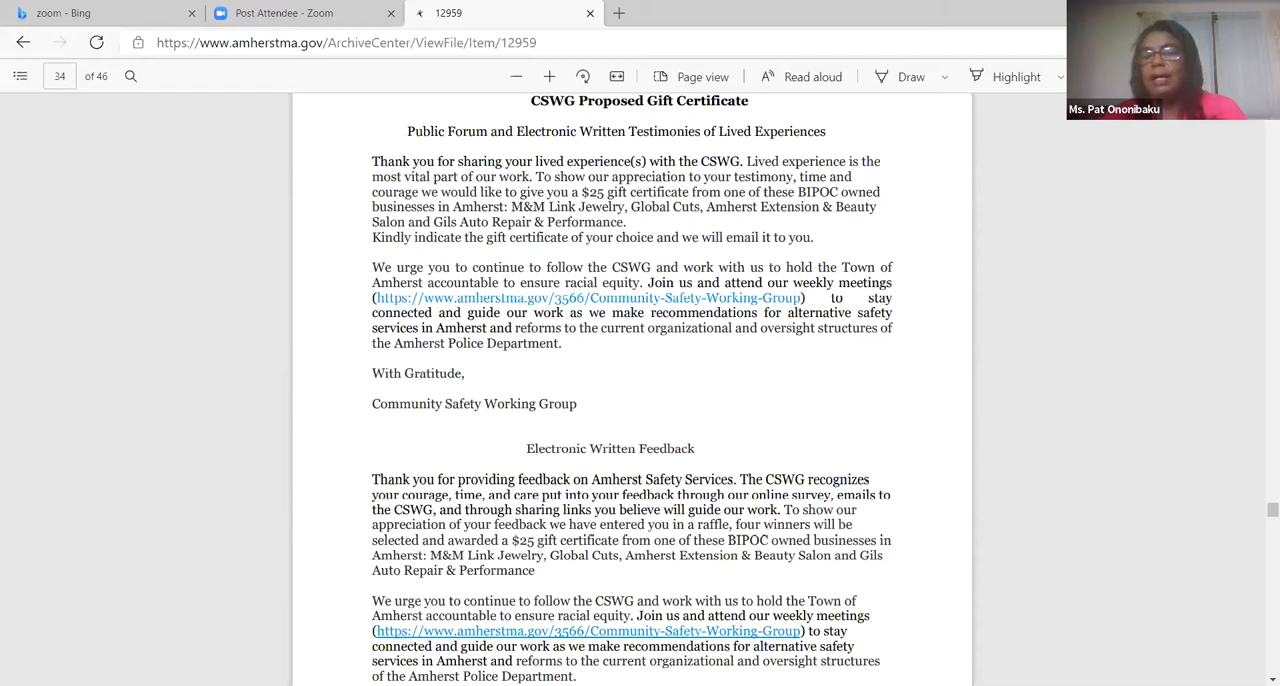 zoom - Bing
Post Attendee - Zoom
12959
https://www.amherstma.gov/ArchiveCenter/ViewFile/Item/12959
34 of 46
Page view
Read aloud
Draw
Highlight
Ms. Pat Ononibaku
CSWG Proposed Gift Certificate
Public Forum and Electronic Written Testimonies of Lived Experiences
Thank you for sharing your lived experience(s) with the CSWG. Lived experience is the
most vital part of our work. To show our appreciation to your testimony, time and
courage we would like to give you a $25 gift certificate from one of these BIPOC owned
businesses in Amherst: M&M Link Jewelry, Global Cuts, Amherst Extension & Beauty
Salon and Gils Auto Repair & Performance.
Kindly indicate the gift certificate of your choice and we will email it to you.
We urge you to continue to follow the CSWG and work with us to hold the Town of
Amherst accountable to ensure racial equity. Join us and attend our weekly meetings
(https://www.amherstma.gov/3566/Community-Safety-Working-Group) to stay
connected and guide our work as we make recommendations for alternative safety
services in Amherst and reforms to the current organizational and oversight structures of
the Amherst Police Department.
With Gratitude,
Community Safety Working Group
Electronic Written Feedback
Thank you for providing feedback on Amherst Safety Services. The CSWG recognizes
your courage, time, and care put into your feedback through our online survey, emails to
the CSWG, and through sharing links you believe will guide our work. To show our
appreciation of your feedback we have entered you in a raffle, four winners will be
selected and awarded a $25 gift certificate from one of these BIPOC owned businesses in
Amherst: M&M Link Jewelry, Global Cuts, Amherst Extension & Beauty Salon and Gils
Auto Repair & Performance
We urge you to continue to follow the CSWG and work with us to hold the Town of
Amherst accountable to ensure racial equity. Join us and attend our weekly meetings
(https://www.amherstma.gov/3566/Community-Safety-Working-Group) to stay
connected and guide our work as we make recommendations for alternative safety
services in Amherst and reforms to the current organizational and oversight structures
of the Amherst Police Department.